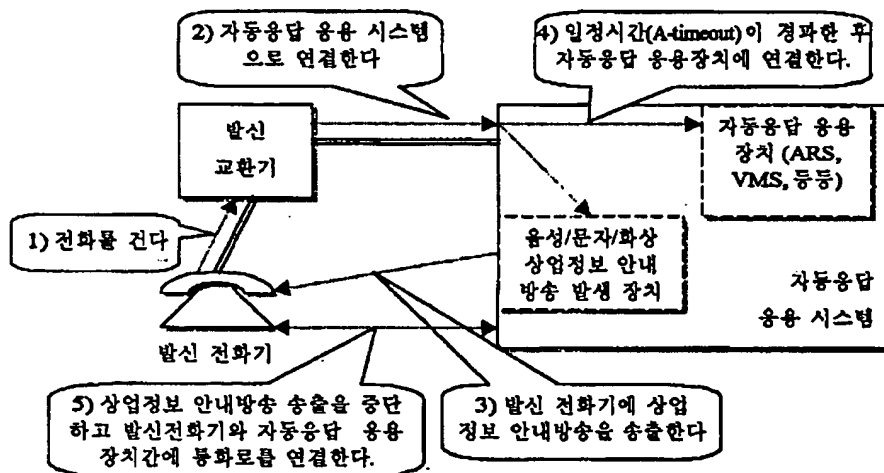 2) 자동응답 응용 시스템
으로 연결한다
4) 일정시간(A-timeout)이 경과한 후
자동응답 응용장치에 연결한다.
발신
교환기
자동응답 응용
장치 (ARS,
VMS, 등등)
1) 전화를 건다
음성/문자/화상
상업정보 안내
방송 발생 장치
자동응답
응용 시스템
발신 전화기
5) 상업정보 안내방송 송출을 중단
하고 발신전화기와 자동응답 응용
장치간에 통화로를 연결한다.
3) 발신 전화기에 상업
정보 안내방송을 송출한다